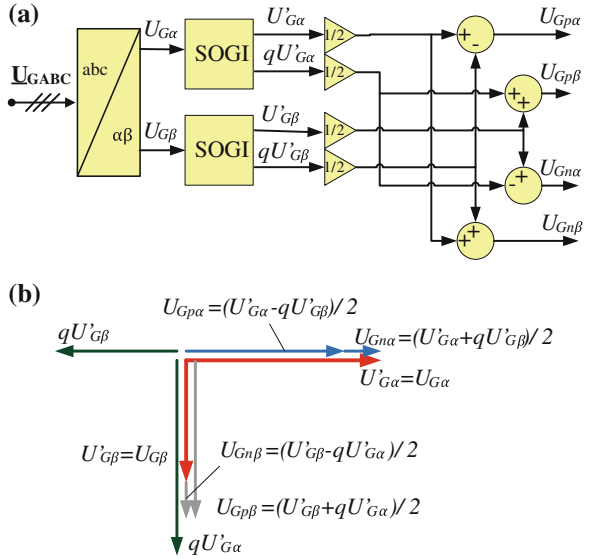 (a)
U_GABC
abc
αβ
U_Gα
U_Gβ
SOGI
SOGI
U'_Gα
qU'_Gα
U'_Gβ
qU'_Gβ
1/2
1/2
1/2
1/2
+
-
+
+
-
+
+
+
U_Gpα
U_Gpβ
U_Gnα
U_Gnβ
(b)
U_Gpα=(U'_Gα-qU'_Gβ)/2
qU'_Gβ
U_Gnα=(U'_Gα+qU'_Gβ)/2
U'_Gα=U_Gα
U'_Gβ=U_Gβ
U_Gnβ=(U'_Gβ-qU'_Gα)/2
U_Gpβ=(U'_Gβ+qU'_Gα)/2
qU'_Gα